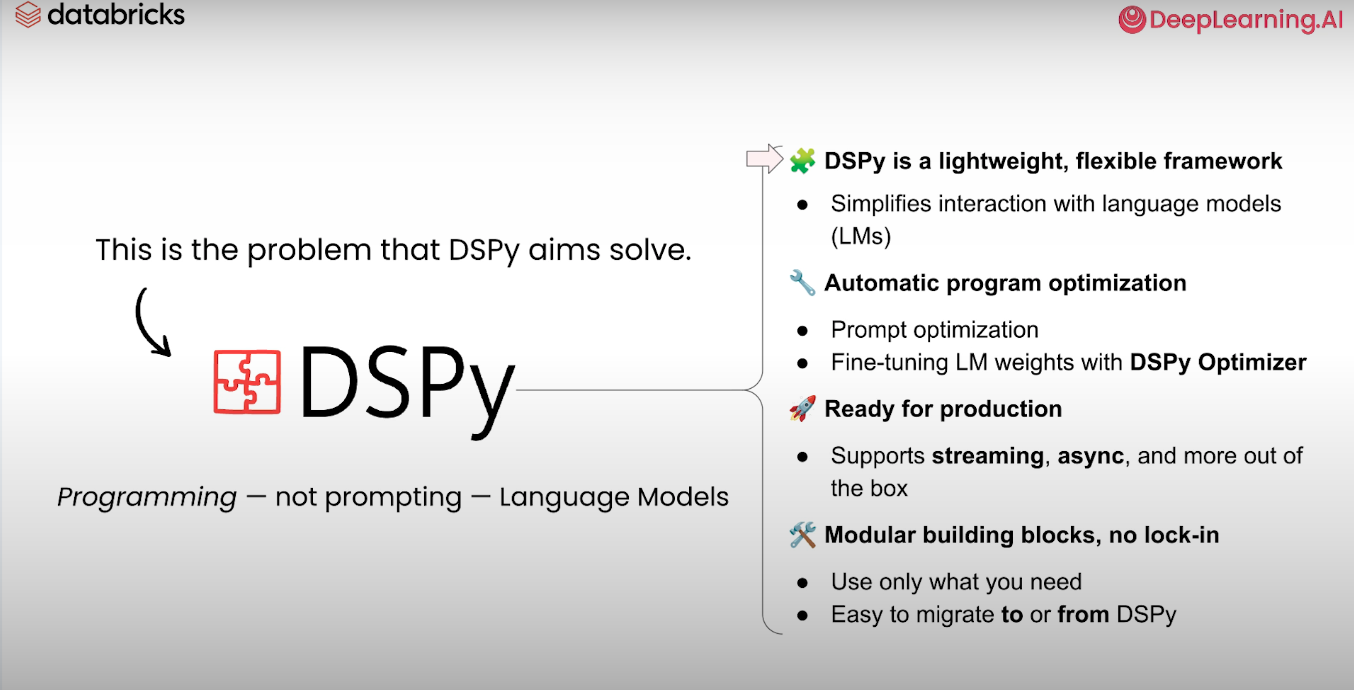 databricks
DeepLearning.AI
This is the problem that DSPy aims solve.
DSPy
Programming — not prompting — Language Models
🧩 DSPy is a lightweight, flexible framework
● Simplifies interaction with language models
(LMs)
🔧 Automatic program optimization
● Prompt optimization
● Fine-tuning LM weights with DSPy Optimizer
🚀 Ready for production
● Supports streaming, async, and more out of
the box
🛠️ Modular building blocks, no lock-in
● Use only what you need
● Easy to migrate to or from DSPy